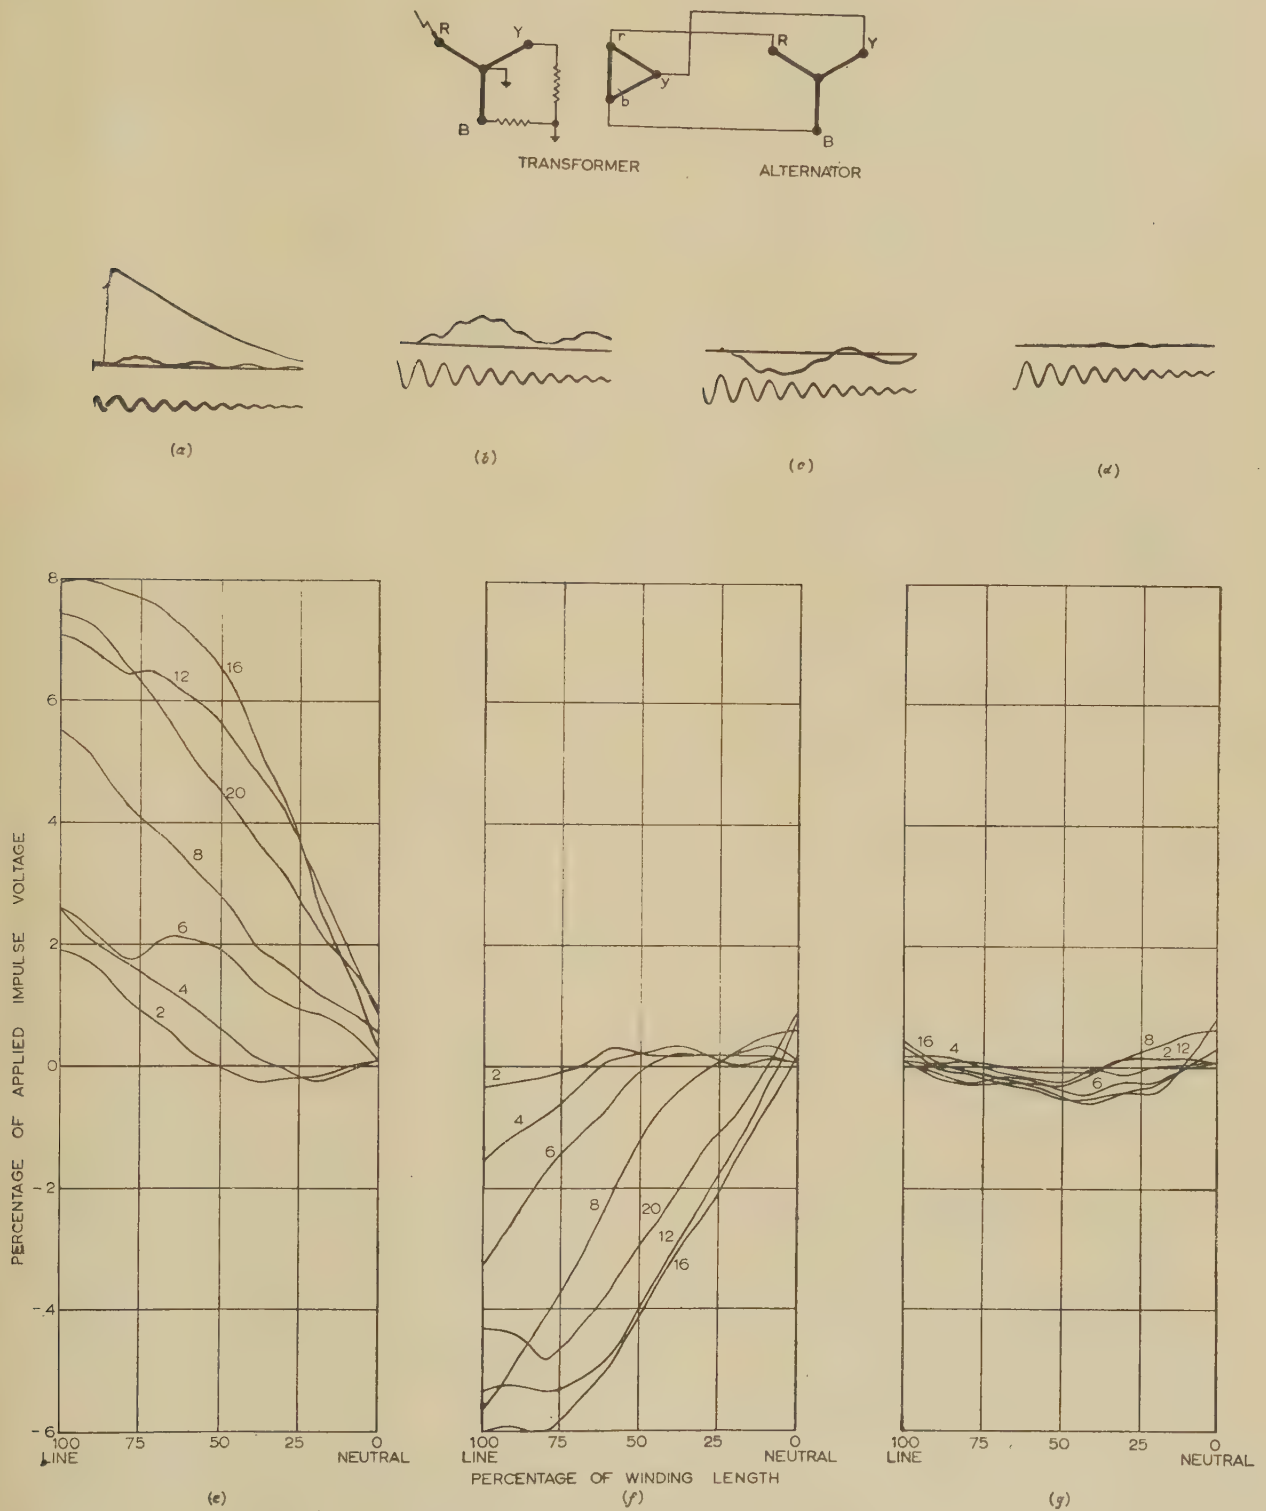 R
Y
B
r
y
b
R
Y
B
TRANSFORMER
ALTERNATOR
(a)
(b)
(c)
(d)
PERCENTAGE OF APPLIED IMPULSE VOLTAGE
8
6
4
2
0
-2
-4
-6
16
12
20
8
6
4
2
100
75
50
25
0
LINE
NEUTRAL
(e)
2
4
6
8
20
12
16
100
75
50
25
0
LINE
NEUTRAL
PERCENTAGE OF WINDING LENGTH
(f)
16
4
8
2
12
6
100
75
50
25
0
LINE
NEUTRAL
(g)